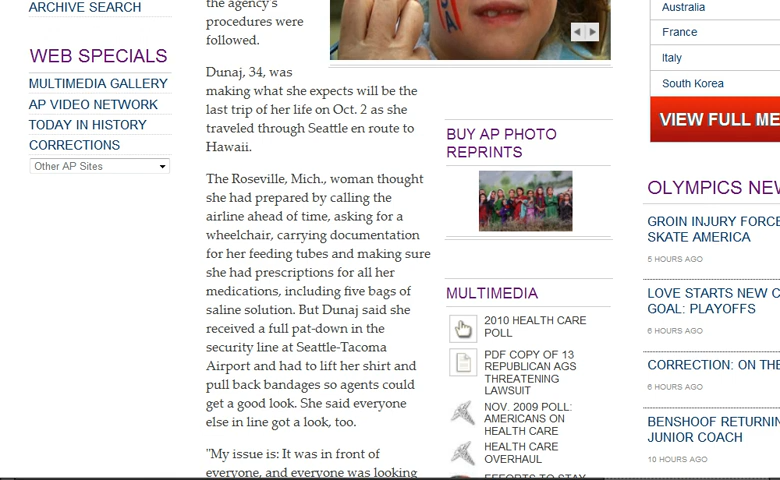 ARCHIVE SEARCH
WEB SPECIALS
MULTIMEDIA GALLERY
AP VIDEO NETWORK
TODAY IN HISTORY
CORRECTIONS
Other AP Sites
the agency's
procedures were
followed.
Dunaj, 34, was
making what she expects will be the
last trip of her life on Oct. 2 as she
traveled through Seattle en route to
Hawaii.
The Roseville, Mich., woman thought
she had prepared by calling the
airline ahead of time, asking for a
wheelchair, carrying documentation
for her feeding tubes and making sure
she had prescriptions for all her
medications, including five bags of
saline solution. But Dunaj said she
received a full pat-down in the
security line at Seattle-Tacoma
Airport and had to lift her shirt and
pull back bandages so agents could
get a good look. She said everyone
else in line got a look, too.
"My issue is: It was in front of
everyone, and everyone was looking
BUY AP PHOTO
REPRINTS
MULTIMEDIA
2010 HEALTH CARE
POLL
PDF COPY OF 13
REPUBLICAN AGS
THREATENING
LAWSUIT
NOV. 2009 POLL:
AMERICANS ON
HEALTH CARE
HEALTH CARE
OVERHAUL
EFFORTS TO STAY
Australia
France
Italy
South Korea
VIEW FULL ME
OLYMPICS NEW
GROIN INJURY FORCE
SKATE AMERICA
5 HOURS AGO
LOVE STARTS NEW C
GOAL: PLAYOFFS
6 HOURS AGO
CORRECTION: ON THE
6 HOURS AGO
BENSHOOF RETURNIN
JUNIOR COACH
10 HOURS AGO